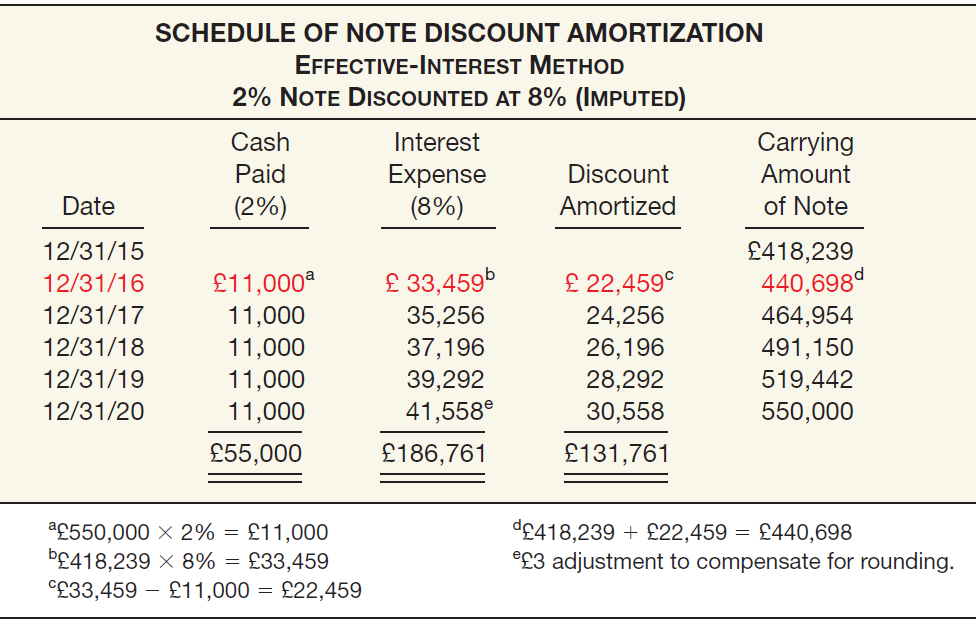 SCHEDULE OF NOTE DISCOUNT AMORTIZATION
EFFECTIVE-INTEREST METHOD
2% NOTE DISCOUNTED AT 8% (IMPUTED)
Cash Interest Carrying
Paid Expense Discount Amount
Date (2%) (8%) Amortized of Note
12/31/15 £418,239
12/31/16 £11,000ᵃ £ 33,459ᵇ £ 22,459ᶜ 440,698ᵈ
12/31/17 11,000 35,256 24,256 464,954
12/31/18 11,000 37,196 26,196 491,150
12/31/19 11,000 39,292 28,292 519,442
12/31/20 11,000 41,558ᵉ 30,558 550,000
£55,000 £186,761 £131,761
ᵃ£550,000 × 2% = £11,000
ᵇ£418,239 × 8% = £33,459
ᶜ£33,459 − £11,000 = £22,459
ᵈ£418,239 + £22,459 = £440,698
ᵉ£3 adjustment to compensate for rounding.